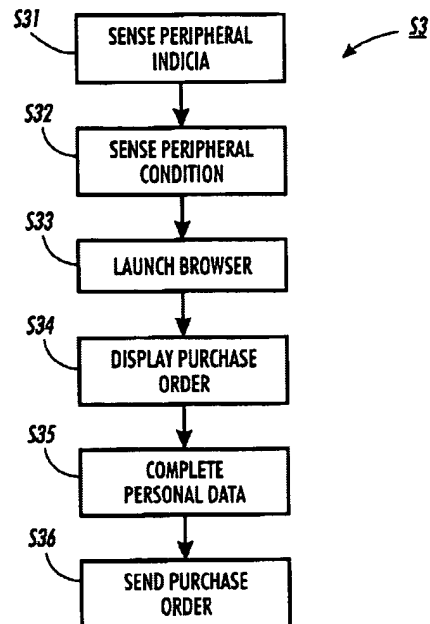 S31
SENSE PERIPHERAL
INDICIA
S3
S32
SENSE PERIPHERAL
CONDITION
S33
LAUNCH BROWSER
S34
DISPLAY PURCHASE
ORDER
S35
COMPLETE
PERSONAL DATA
S36
SEND PURCHASE
ORDER